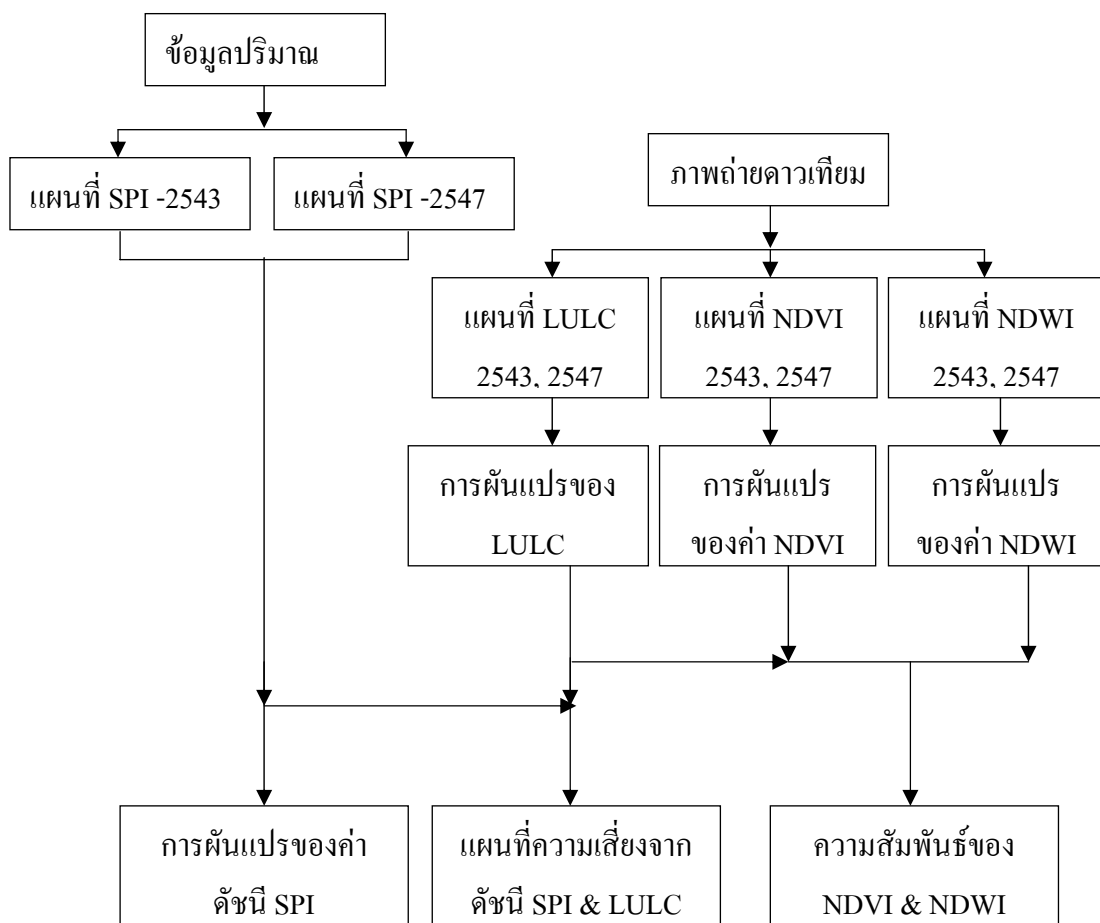 ข้อมูลปริมาณ
แผนที่ SPI -2543
แผนที่ SPI -2547
ภาพถ่ายดาวเทียม
แผนที่ LULC
2543, 2547
แผนที่ NDVI
2543, 2547
แผนที่ NDWI
2543, 2547
การผันแปรของ
LULC
การผันแปร
ของค่า NDVI
การผันแปร
ของค่า NDWI
การผันแปรของค่า
ดัชนี SPI
แผนที่ความเสี่ยงจาก
ดัชนี SPI & LULC
ความสัมพันธ์ของ
NDVI & NDWI